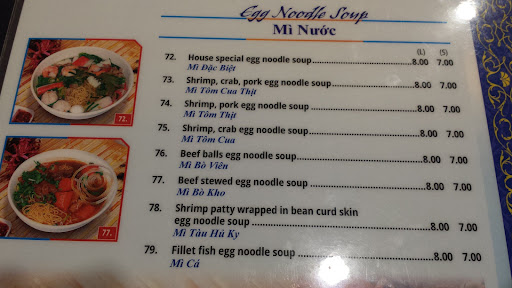 Egg Noodle Soup
Mì Nước
(L) (S)
72. House special egg noodle soup 8.00 7.00
Mì Đặc Biệt
73. Shrimp, crab, pork egg noodle soup 8.00 7.00
Mì Tôm Cua Thịt
74. Shrimp, pork egg noodle soup 8.00 7.00
Mì Tôm Thịt
75. Shrimp, crab egg noodle soup 8.00 7.00
Mì Tôm Cua
76. Beef balls egg noodle soup 8.00 7.00
Mì Bò Viên
77. Beef stewed egg noodle soup 8.00 7.00
Mì Bò Kho
78. Shrimp patty wrapped in bean curd skin
egg noodle soup 8.00 7.00
Mì Tàu Hủ Ky
79. Fillet fish egg noodle soup 8.00 7.00
Mì Cá
72.
77.